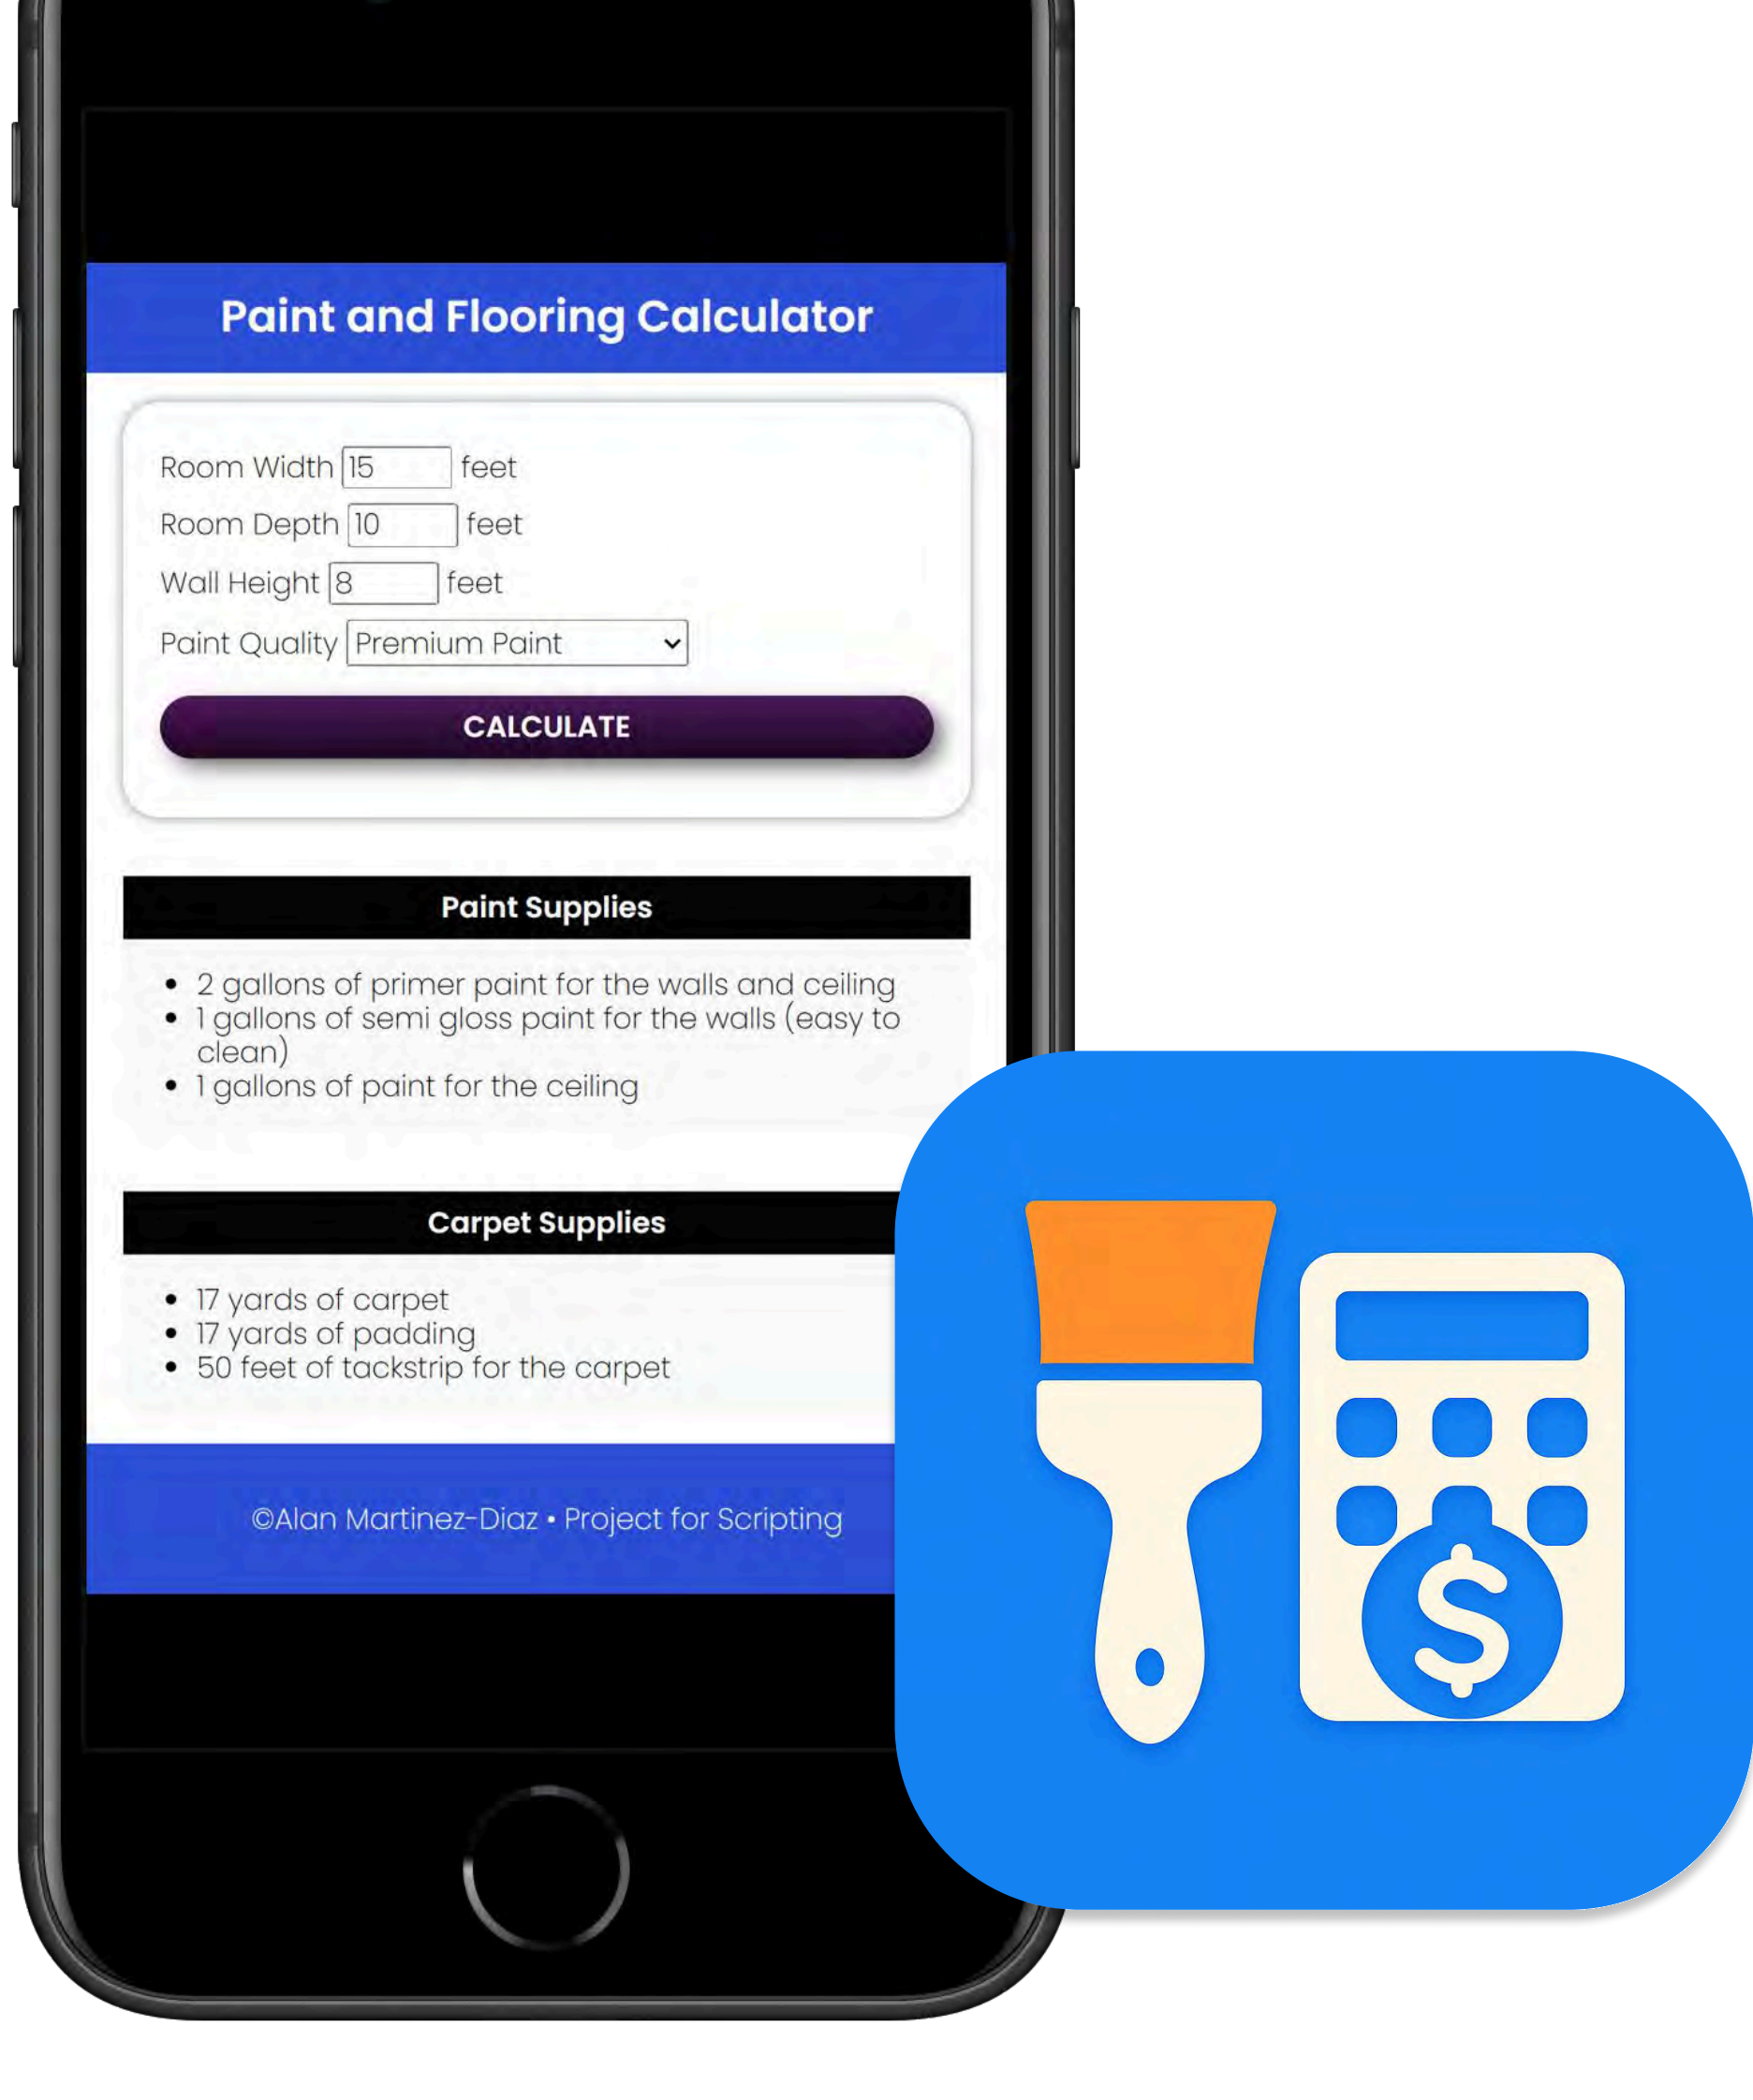 Paint and Flooring Calculator
Room Width 15 feet
Room Depth 10 feet
Wall Height 8 feet
Paint Quality Premium Paint
CALCULATE
Paint Supplies
• 2 gallons of primer paint for the walls and ceiling
• 1 gallons of semi gloss paint for the walls (easy to
clean)
• 1 gallons of paint for the ceiling
Carpet Supplies
• 17 yards of carpet
• 17 yards of padding
• 50 feet of tackstrip for the carpet
©Alan Martinez-Diaz • Project for Scripting
$